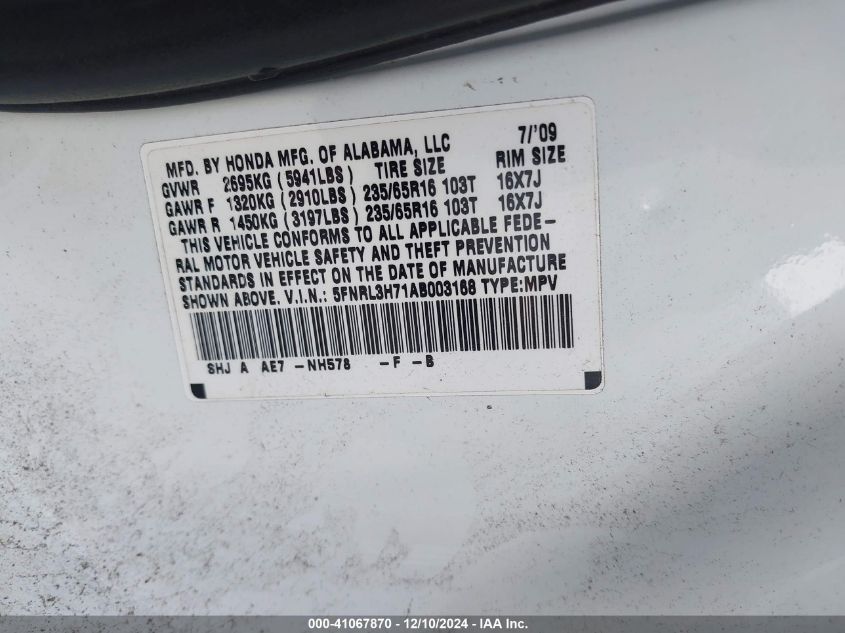 MFD. BY HONDA MFG. OF ALABAMA, LLC 7/'09
GVWR 2695KG (5941LBS) TIRE SIZE RIM SIZE
GAWR F 1320KG (2910LBS) 235/65R16 103T 16X7J
GAWR R 1450KG (3197LBS) 235/65R16 103T 16X7J
THIS VEHICLE CONFORMS TO ALL APPLICABLE FEDE-
RAL MOTOR VEHICLE SAFETY AND THEFT PREVENTION
STANDARDS IN EFFECT ON THE DATE OF MANUFACTURE
SHOWN ABOVE. V.I.N.: 5FNRL3H71AB003168 TYPE:MPV
SHJ A AE7 -NH578 -F -B
000-41067870 - 12/10/2024 - IAA Inc.